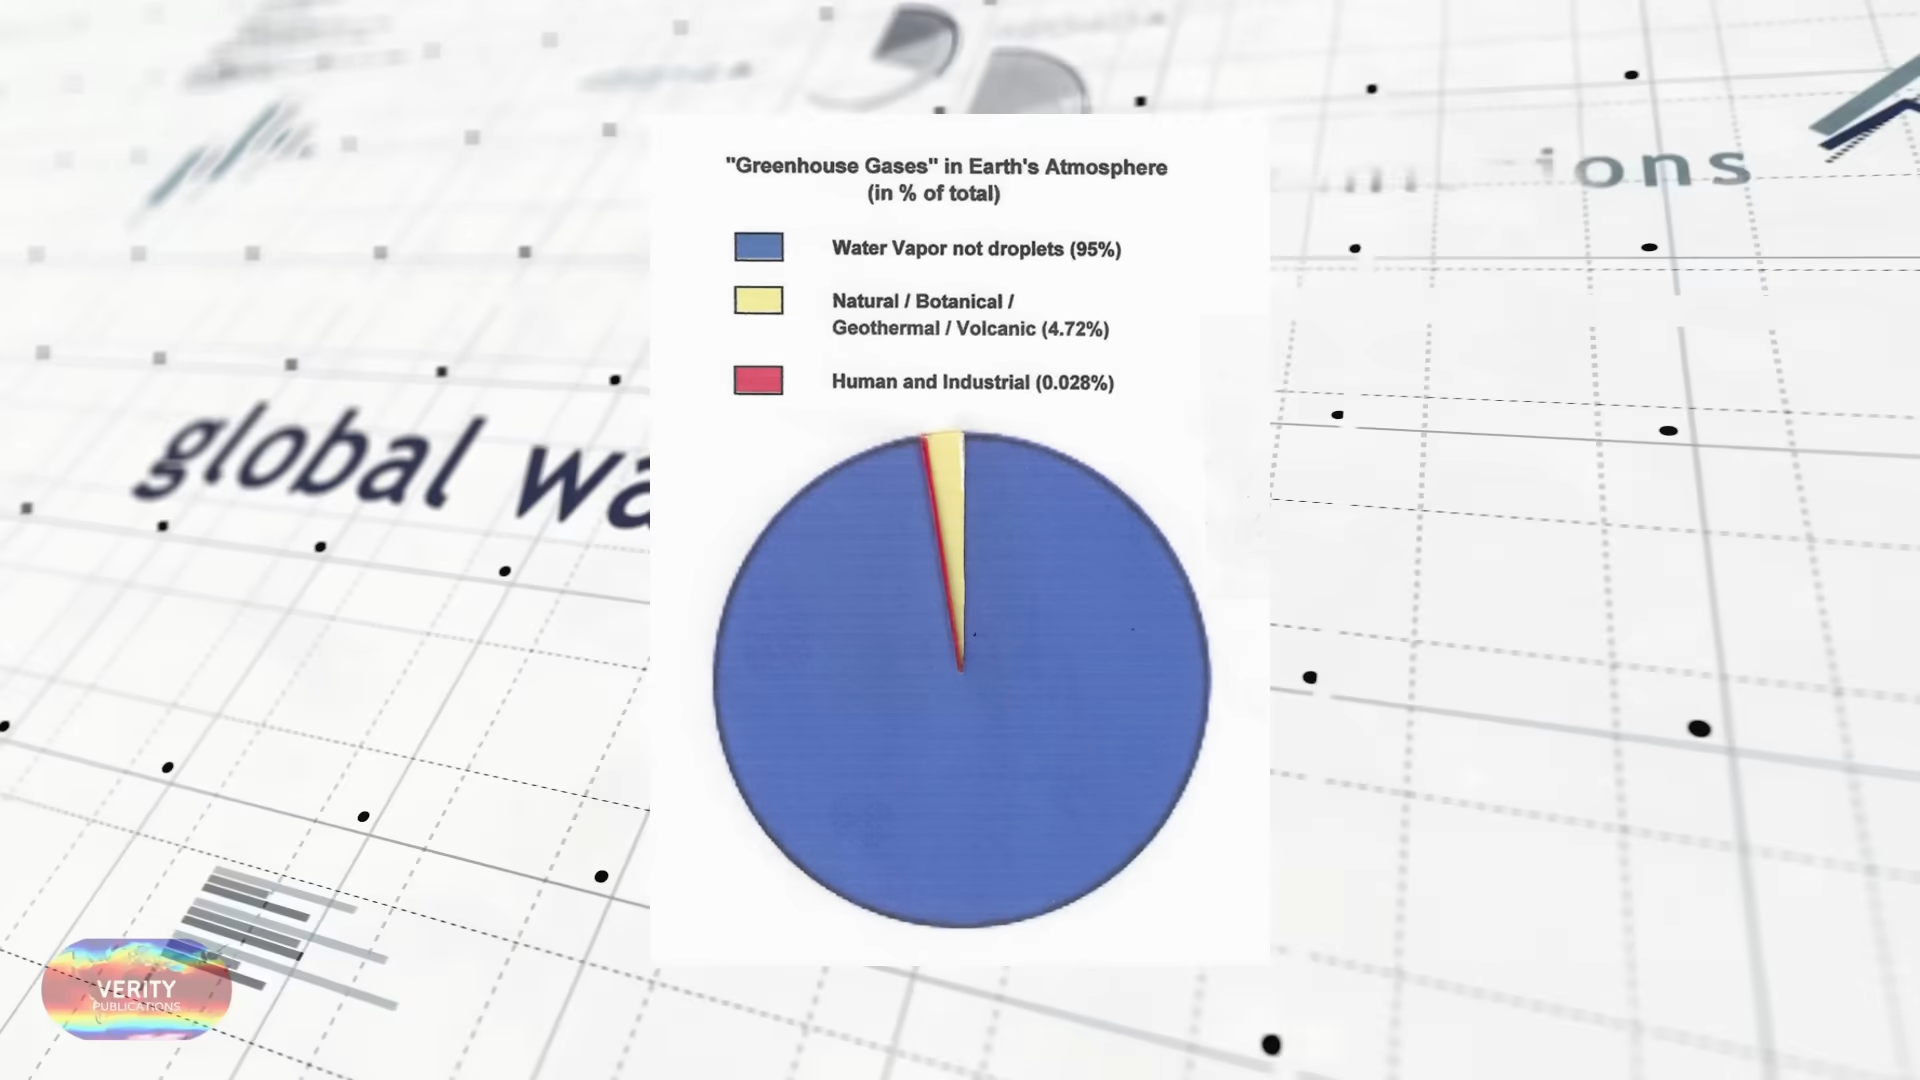 "Greenhouse Gases" in Earth's Atmosphere
(in % of total)
Water Vapor not droplets (95%)
Natural / Botanical /
Geothermal / Volcanic (4.72%)
Human and Industrial (0.028%)
global wa
ions
VERITY
PUBLICATIONS